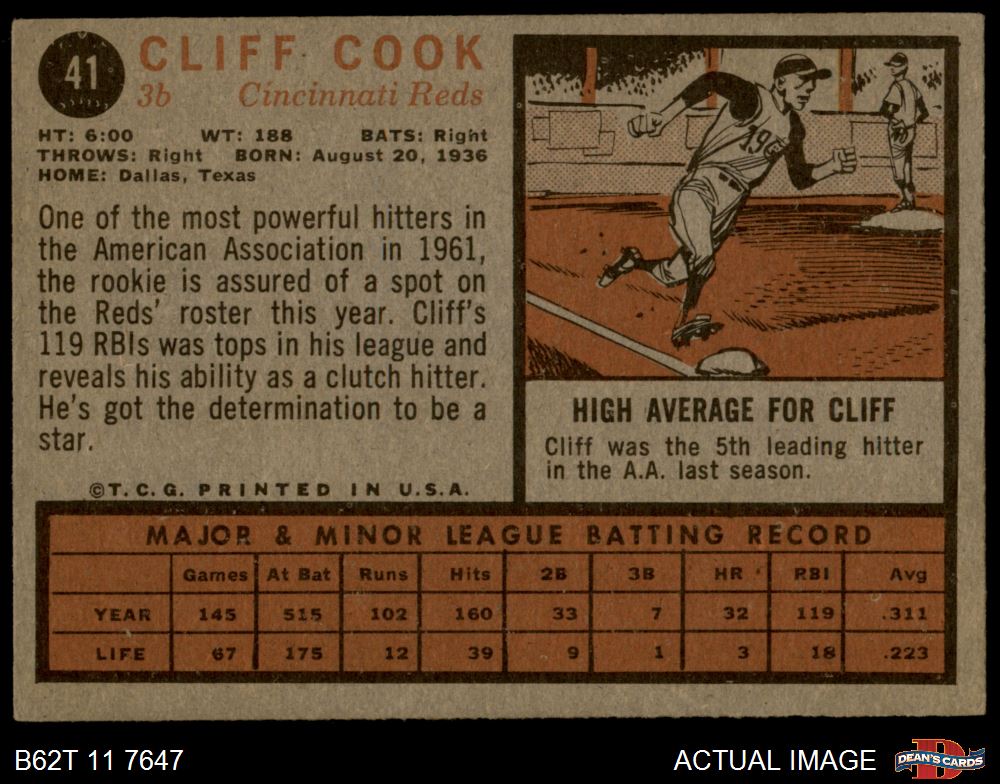 41
CLIFF COOK
3b Cincinnati Reds
HT: 6:00 WT: 188 BATS: Right
THROWS: Right BORN: August 20, 1936
HOME: Dallas, Texas
One of the most powerful hitters in
the American Association in 1961,
the rookie is assured of a spot on
the Reds' roster this year. Cliff's
119 RBIs was tops in his league and
reveals his ability as a clutch hitter.
He's got the determination to be a
star.
©T.C.G. PRINTED IN U.S.A.
19
HIGH AVERAGE FOR CLIFF
Cliff was the 5th leading hitter
in the A.A. last season.
MAJOR & MINOR LEAGUE BATTING RECORD
Games At Bat Runs Hits 2B 3B HR RBI Avg
YEAR 145 515 102 160 33 7 32 119 .311
LIFE 67 175 12 39 9 1 3 18 .223
B62T 11 7647
ACTUAL IMAGE
D
DEAN'S CARDS